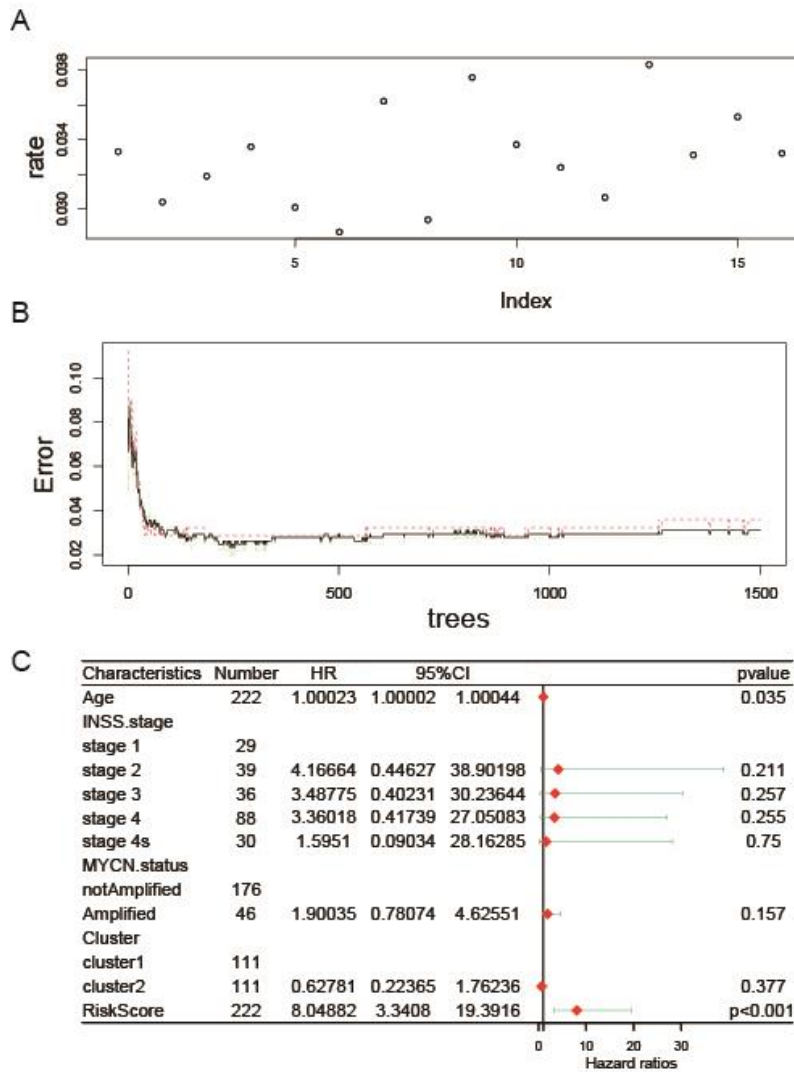 A
rate
0.030
0.034
0.038
5
10
15
Index
B
Error
0.02
0.04
0.06
0.08
0.10
0
500
1000
1500
trees
C
Characteristics Number HR 95%CI pvalue
Age 222 1.00023 1.00002 1.00044 0.035
INSS.stage
stage 1 29
stage 2 39 4.16664 0.44627 38.90198 0.211
stage 3 36 3.48775 0.40231 30.23644 0.257
stage 4 88 3.36018 0.41739 27.05083 0.255
stage 4s 30 1.5951 0.09034 28.16285 0.75
MYCN.status
notAmplified 176
Amplified 46 1.90035 0.78074 4.62551 0.157
Cluster
cluster1 111
cluster2 111 0.62781 0.22365 1.76236 0.377
RiskScore 222 8.04882 3.3408 19.3916 p<0.001
0 10 20 30
Hazard ratios